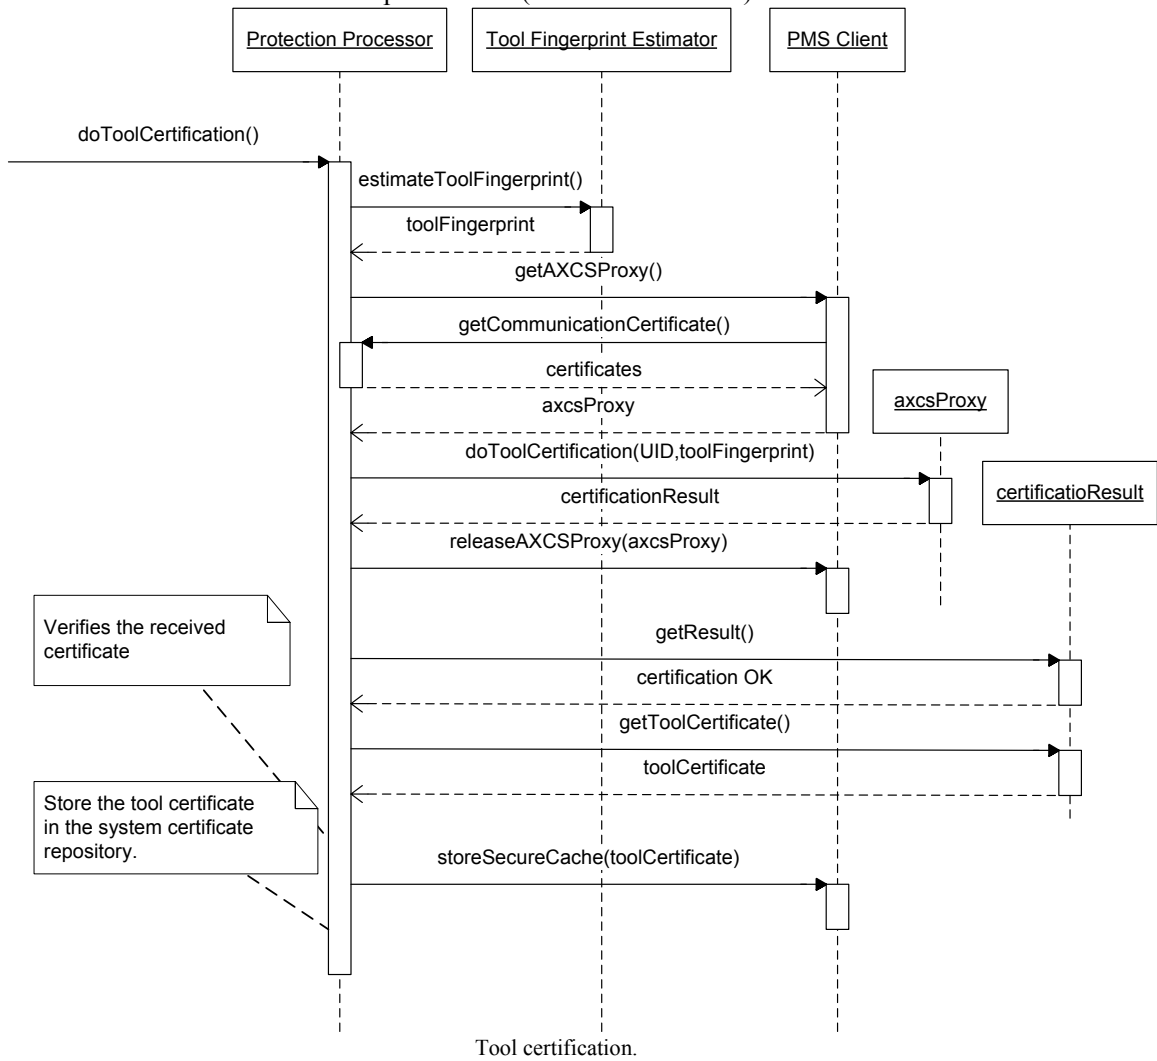 Protection Processor
Tool Fingerprint Estimator
PMS Client
doToolCertification()
estimateToolFingerprint()
toolFingerprint
getAXCSProxy()
getCommunicationCertificate()
certificates
axcsProxy
axcsProxy
doToolCertification(UID,toolFingerprint)
certificationResult
certificatioResult
releaseAXCSProxy(axcsProxy)
Verifies the received
certificate
getResult()
certification OK
getToolCertificate()
toolCertificate
Store the tool certificate
in the system certificate
repository.
storeSecureCache(toolCertificate)
Tool certification.